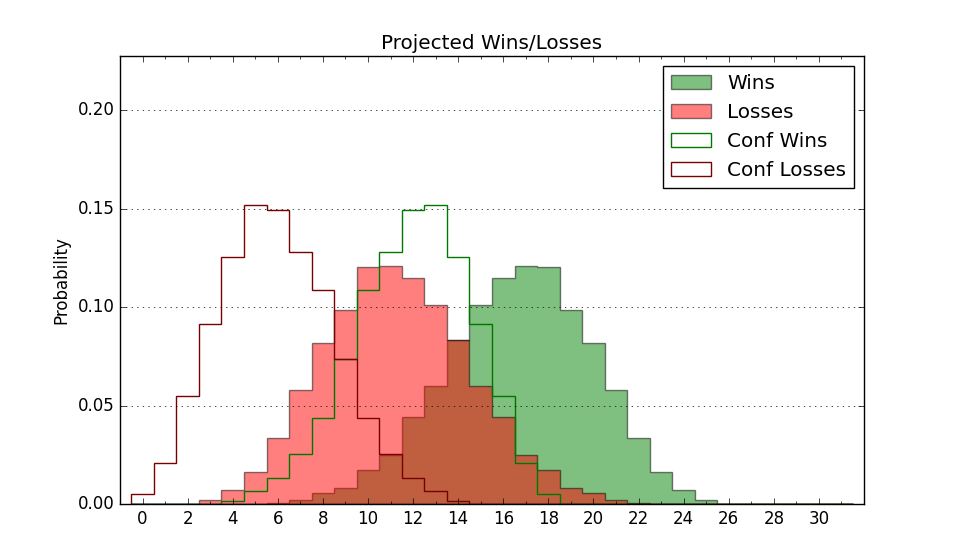 Projected Wins/Losses
Wins
Losses
Conf Wins
Conf Losses
Probability
0.20
0.15
0.10
0.05
0.00
0 2 4 6 8 10 12 14 16 18 20 22 24 26 28 30